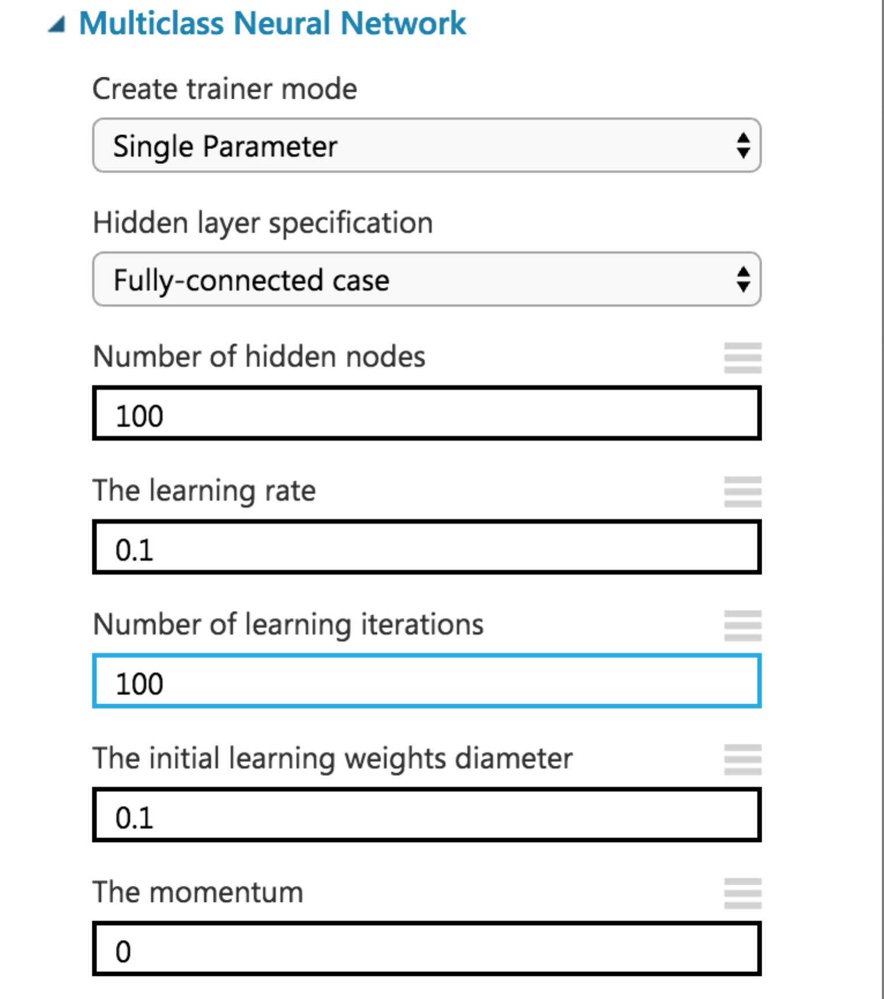 Multiclass Neural Network
Create trainer mode
Single Parameter
Hidden layer specification
Fully-connected case
Number of hidden nodes
100
The learning rate
0.1
Number of learning iterations
100
The initial learning weights diameter
0.1
The momentum
0